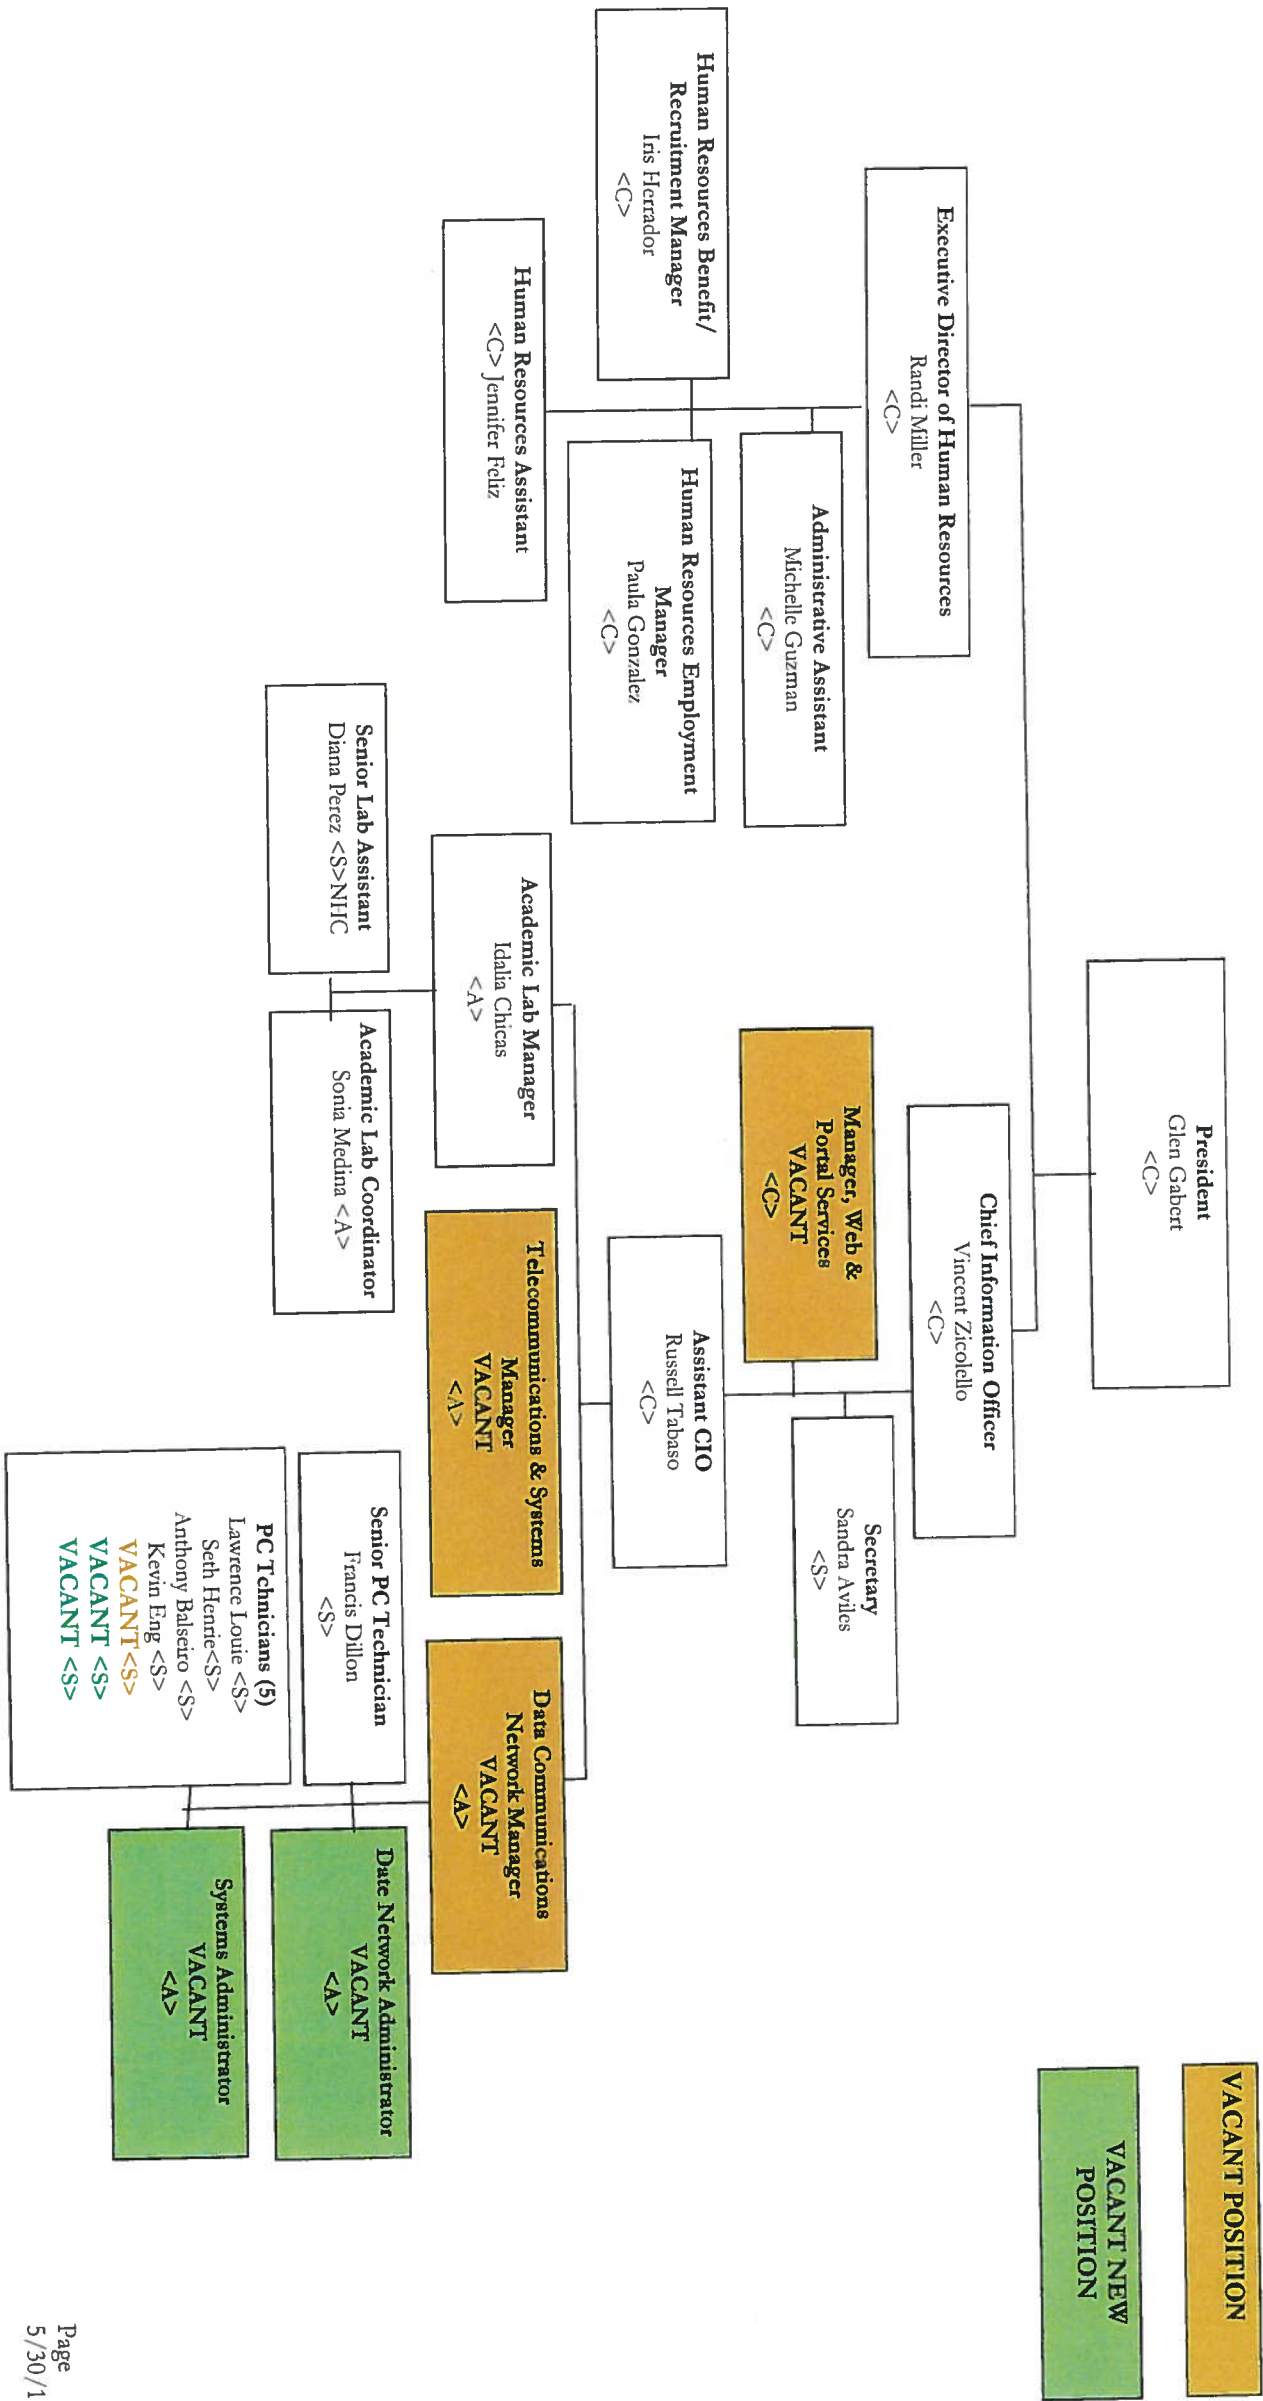 VACANT POSITION
VACANT NEW
POSITION
President
Glen Gabert
<C>
Executive Director of Human Resources
Randi Miller
<C>
Chief Information Officer
Vincent Zicolello
<C>
Administrative Assistant
Michelle Guzman
<C>
Human Resources Benefit/
Recruitment Manager
Iris Herrador
<C>
Human Resources Employment
Manager
Paula Gonzalez
<C>
Human Resources Assistant
<C> Jennifer Feliz
Secretary
Sandra Aviles
<S>
Manager, Web &
Portal Services
VACANT
<C>
Assistant CIO
Russell Tabaso
<C>
Academic Lab Manager
Idalia Chicas
<A>
Telecommunications & Systems
Manager
VACANT
<A>
Data Communications
Network Manager
VACANT
<A>
Senior Lab Assistant
Diana Perez <S>NHC
Academic Lab Coordinator
Sonia Medina <A>
Senior PC Technician
Francis Dillon
<S>
Date Network Administrator
VACANT
<A>
PC Tchnicians (5)
Lawrence Louie <S>
Seth Henrie<S>
Anthony Balseiro <S>
Kevin Eng <S>
VACANT<S>
VACANT <S>
VACANT <S>
Systems Administrator
VACANT
<A>
Page
5/30/1